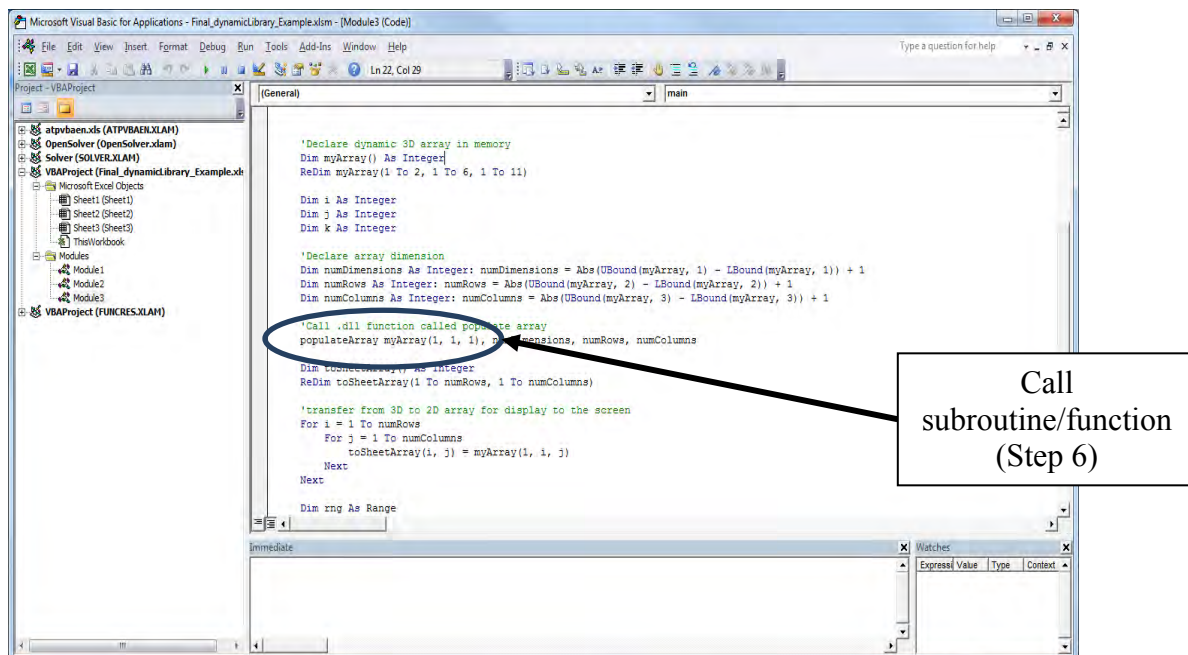 Microsoft Visual Basic for Applications - Final_dynamicLibrary_Example.xlsm - [Module3 (Code)]
File Edit View Insert Format Debug Run Tools Add-Ins Window Help
Type a question for help
Ln 22, Col 29
Project - VBAProject
(General)
main
atpvbaen.xls (ATPVBAEN.XLAM)
OpenSolver (OpenSolver.xlam)
Solver (SOLVER.XLAM)
VBAProject (Final_dynamicLibrary_Example.xls
Microsoft Excel Objects
Sheet1 (Sheet1)
Sheet2 (Sheet2)
Sheet3 (Sheet3)
ThisWorkbook
Modules
Module1
Module2
Module3
VBAProject (FUNCRES.XLAM)
'Declare dynamic 3D array in memory
Dim myArray() As Integer
ReDim myArray(1 To 2, 1 To 6, 1 To 11)
Dim i As Integer
Dim j As Integer
Dim k As Integer
'Declare array dimension
Dim numDimensions As Integer: numDimensions = Abs(UBound(myArray, 1) - LBound(myArray, 1)) + 1
Dim numRows As Integer: numRows = Abs(UBound(myArray, 2) - LBound(myArray, 2)) + 1
Dim numColumns As Integer: numColumns = Abs(UBound(myArray, 3) - LBound(myArray, 3)) + 1
'Call .dll function called populate array
populateArray myArray(1, 1, 1), numDimensions, numRows, numColumns
Dim toSheetArray() As Integer
ReDim toSheetArray(1 To numRows, 1 To numColumns)
'transfer from 3D to 2D array for display to the screen
For i = 1 To numRows
For j = 1 To numColumns
toSheetArray(i, j) = myArray(1, i, j)
Next
Next
Dim rng As Range
Call
subroutine/function
(Step 6)
Immediate
Watches
Expressi Value Type Context